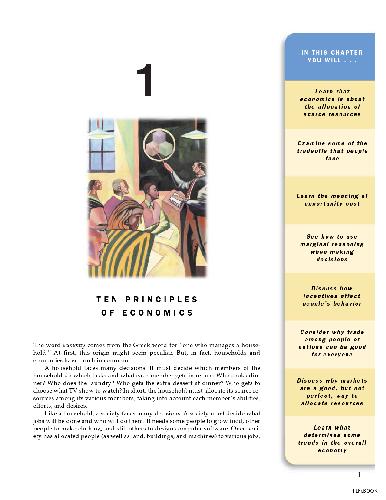 IN THIS CHAPTER
YOU WILL . . .
Learn that
economics is about
the allocation of
scarce resources
Examine some of the
tradeoffs that people
face
Learn the meaning of
opportunity cost
See how to use
marginal reasoning
when making
decisions
Discuss how
incentives affect
people's behavior
Consider why trade
among people or
nations can be good
for everyone
Discuss why markets
are a good, but not
perfect, way to
allocate resources
Learn what
determines some
trends in the overall
economy
1
TEN PRINCIPLES
OF ECONOMICS
The word economy comes from the Greek word for "one who manages a house-
hold." At first, this origin might seem peculiar. But, in fact, households and
economies have much in common.
A household faces many decisions. It must decide which members of the
household do which tasks and what each member gets in return: Who cooks din-
ner? Who does the laundry? Who gets the extra dessert at dinner? Who gets to
choose what TV show to watch? In short, the household must allocate its scarce re-
sources among its various members, taking into account each member's abilities,
efforts, and desires.
Like a household, a society faces many decisions. A society must decide what
jobs will be done and who will do them. It needs some people to grow food, other
people to make clothing, and still others to design computer software. Once soci-
ety has allocated people (as well as land, buildings, and machines) to various jobs,
1